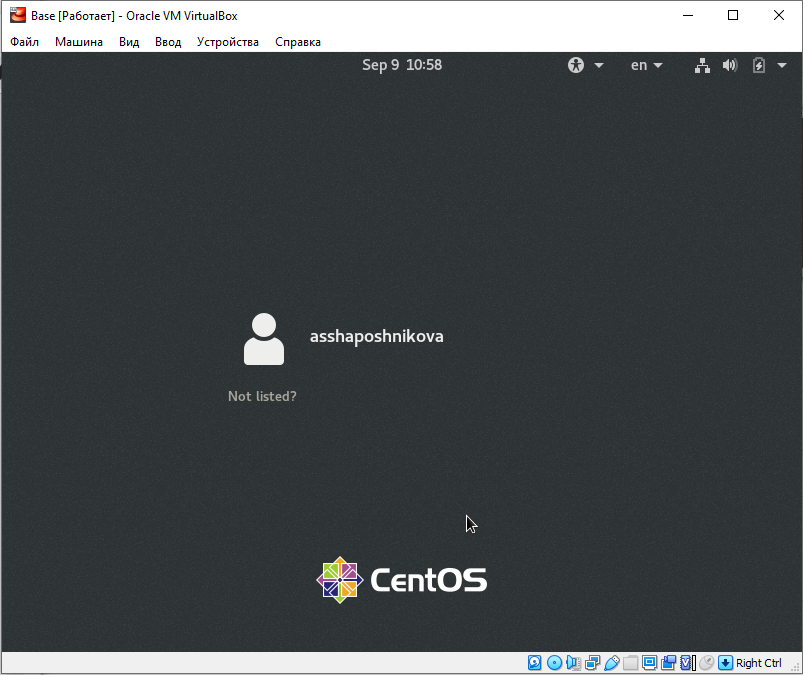 Base [Работает] - Oracle VM VirtualBox
Файл Машина Вид Ввод Устройства Справка
Sep 9 10:58 en
asshaposhnikova
Not listed?
CentOS
Right Ctrl